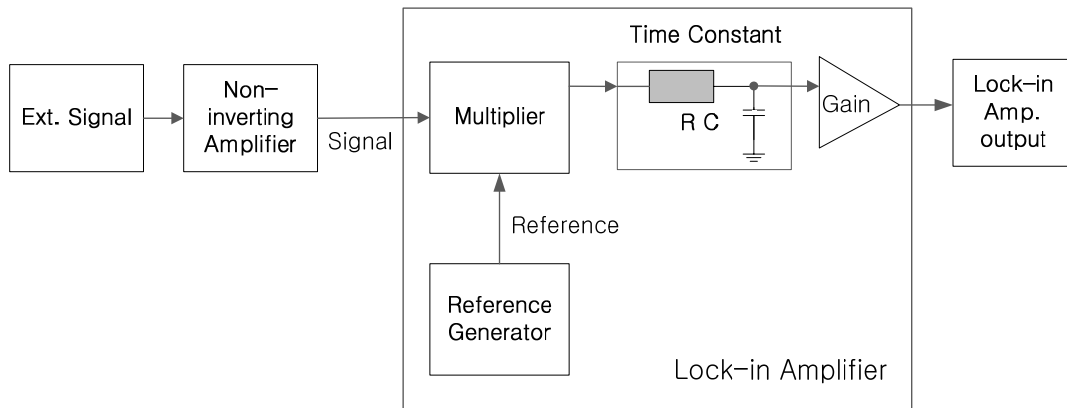 Time Constant
Ext. Signal
Non-
inverting
Amplifier
Signal
Multiplier
R C
Gain
Lock-in
Amp.
output
Reference
Reference
Generator
Lock-in Amplifier